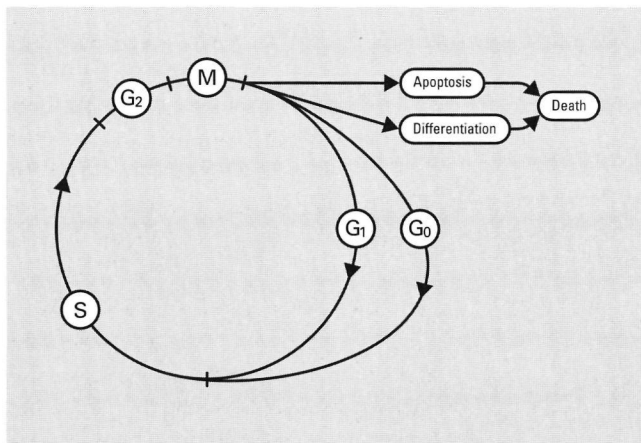 M
G₂
Apoptosis
Death
Differentiation
G₁
G₀
S